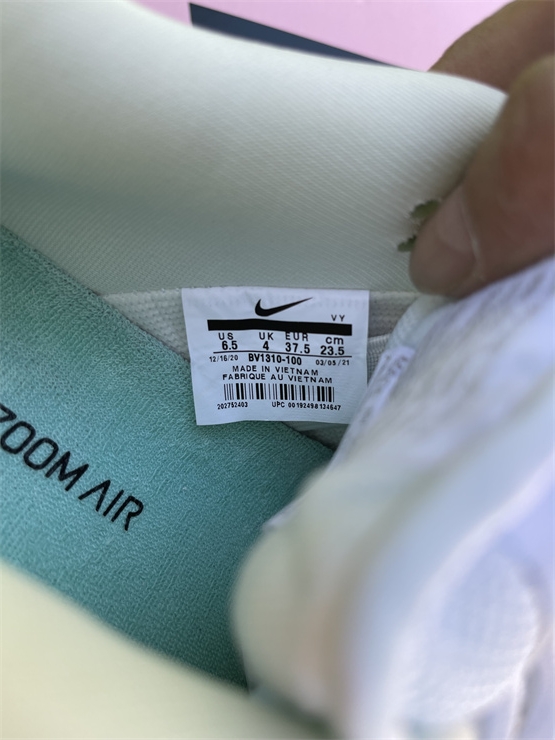 VY
US UK EUR cm
6.5 4 37.5 23.5
12/16/20 BV1310-100 03/05/21
MADE IN VIETNAM
FABRIQUE AU VIETNAM
202752403 UPC 00192498134647
ZOOM AIR